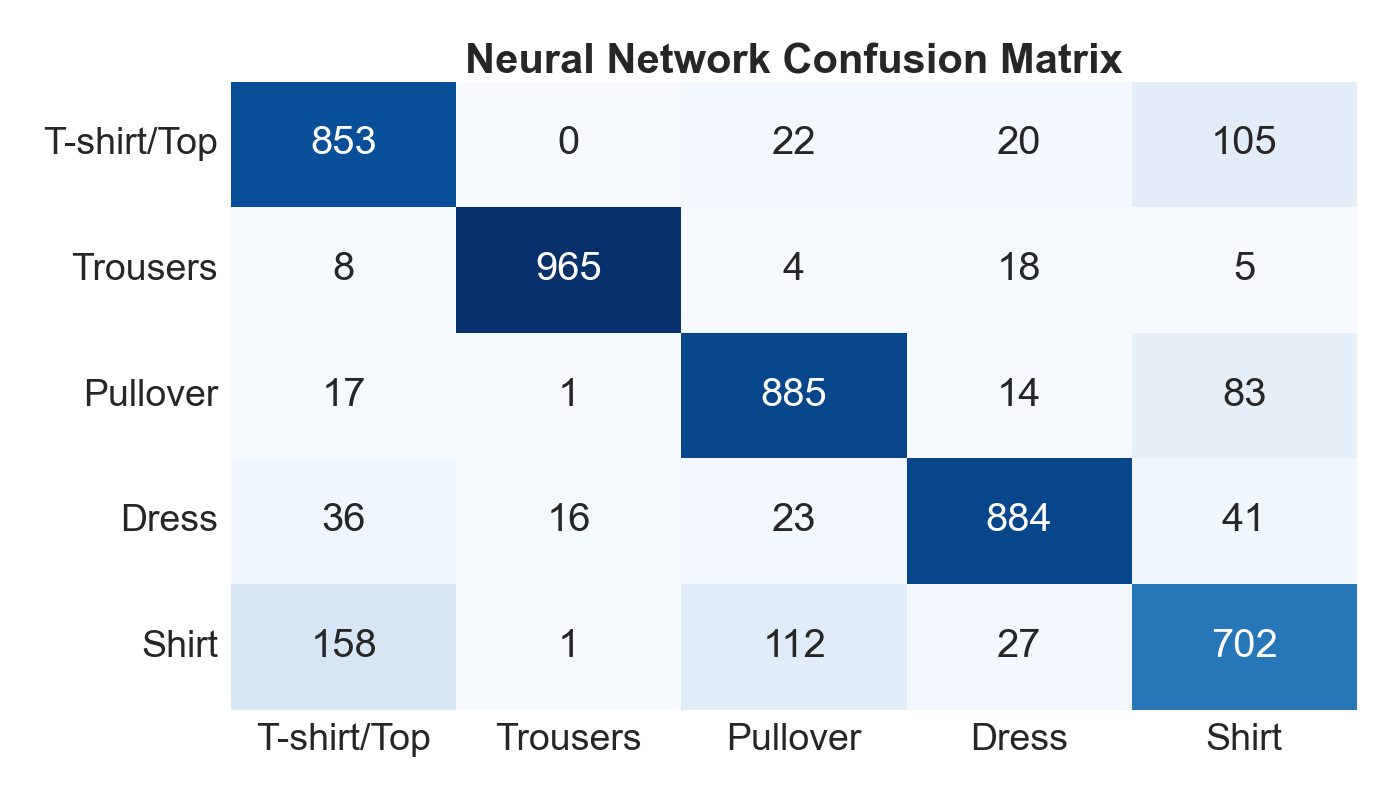 Neural Network Confusion Matrix
T-shirt/Top 853 0 22 20 105
Trousers 8 965 4 18 5
Pullover 17 1 885 14 83
Dress 36 16 23 884 41
Shirt 158 1 112 27 702
T-shirt/Top Trousers Pullover Dress Shirt